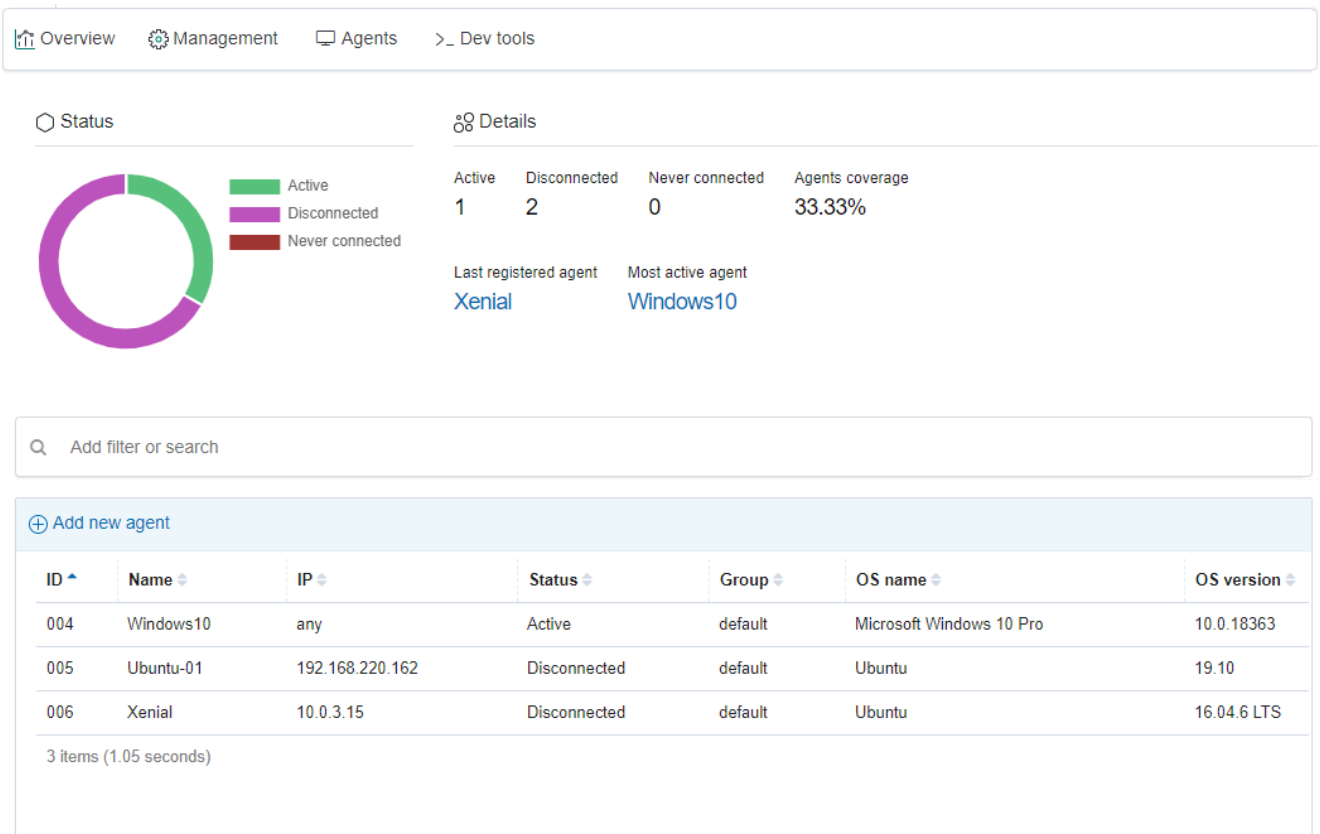 Overview Management Agents >_ Dev tools
Status
Active
Disconnected
Never connected
Details
Active Disconnected Never connected Agents coverage
1 2 0 33.33%
Last registered agent Most active agent
Xenial Windows10
Add filter or search
Add new agent
ID Name IP Status Group OS name OS version
004 Windows10 any Active default Microsoft Windows 10 Pro 10.0.18363
005 Ubuntu-01 192.168.220.162 Disconnected default Ubuntu 19.10
006 Xenial 10.0.3.15 Disconnected default Ubuntu 16.04.6 LTS
3 items (1.05 seconds)